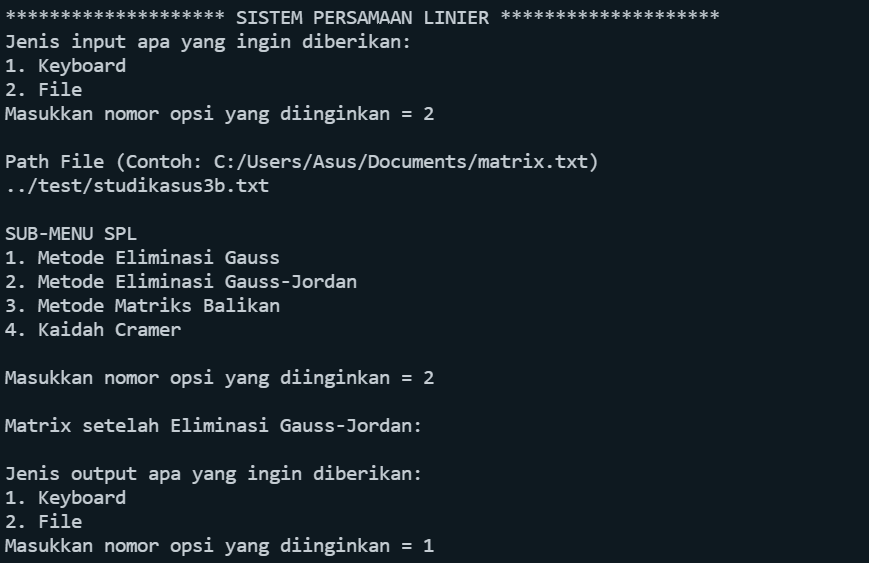 ******************** SISTEM PERSAMAAN LINIER ********************
Jenis input apa yang ingin diberikan:
1. Keyboard
2. File
Masukkan nomor opsi yang diinginkan = 2
Path File (Contoh: C:/Users/Asus/Documents/matrix.txt)
../test/studikasus3b.txt
SUB-MENU SPL
1. Metode Eliminasi Gauss
2. Metode Eliminasi Gauss-Jordan
3. Metode Matriks Balikan
4. Kaidah Cramer
Masukkan nomor opsi yang diinginkan = 2
Matrix setelah Eliminasi Gauss-Jordan:
Jenis output apa yang ingin diberikan:
1. Keyboard
2. File
Masukkan nomor opsi yang diinginkan = 1